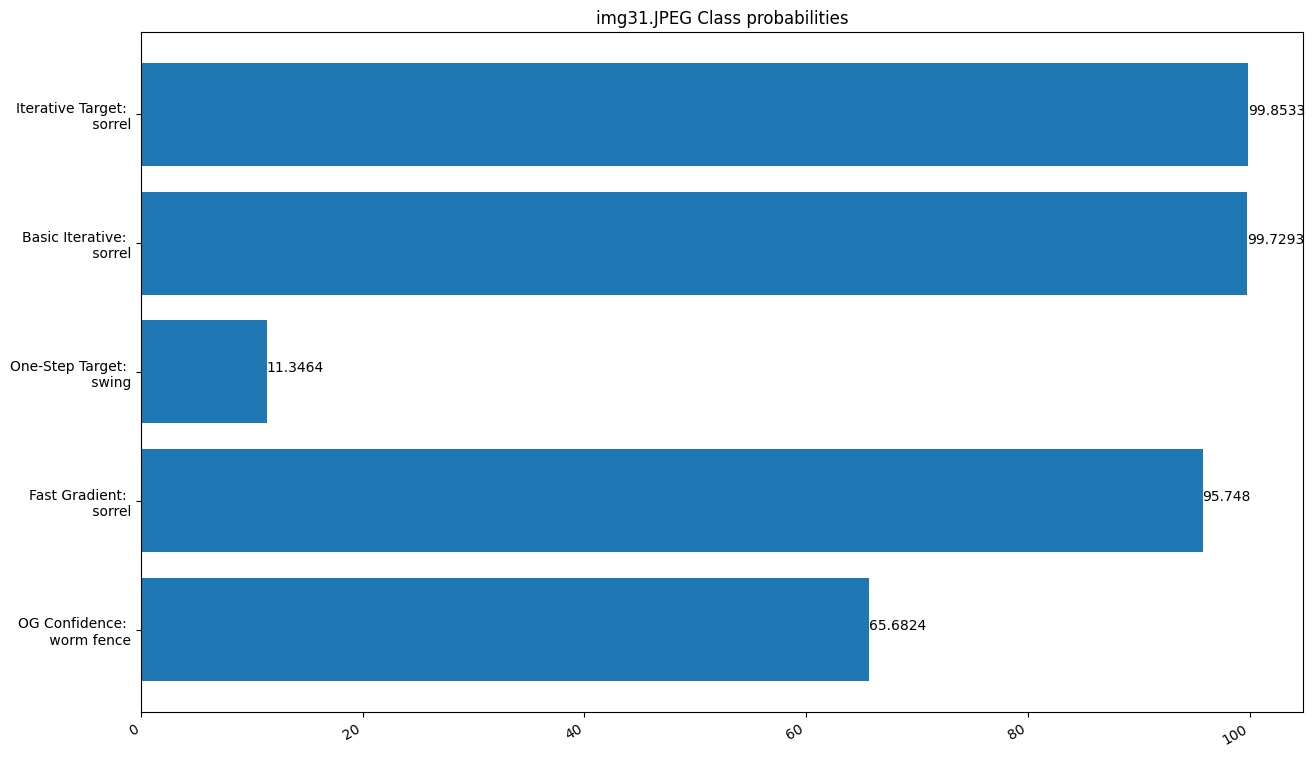 img31.JPEG Class probabilities
Iterative Target:
sorrel
99.8533
Basic Iterative:
sorrel
99.7293
One-Step Target:
swing
11.3464
Fast Gradient:
sorrel
95.748
OG Confidence:
worm fence
65.6824
0
20
40
60
80
100